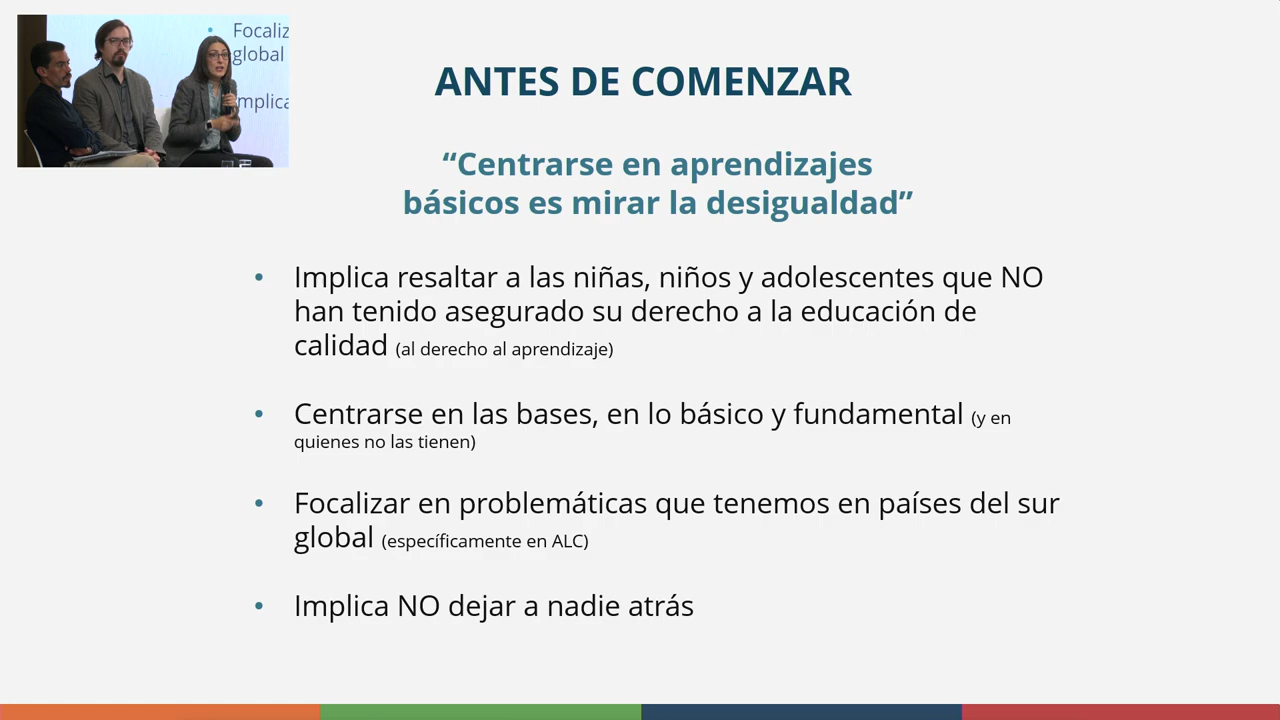 Focaliz
global
mplica
ANTES DE COMENZAR
“Centrarse en aprendizajes
básicos es mirar la desigualdad”
• Implica resaltar a las niñas, niños y adolescentes que NO
han tenido asegurado su derecho a la educación de
calidad (al derecho al aprendizaje)
• Centrarse en las bases, en lo básico y fundamental (y en
quienes no las tienen)
• Focalizar en problemáticas que tenemos en países del sur
global (específicamente en ALC)
• Implica NO dejar a nadie atrás